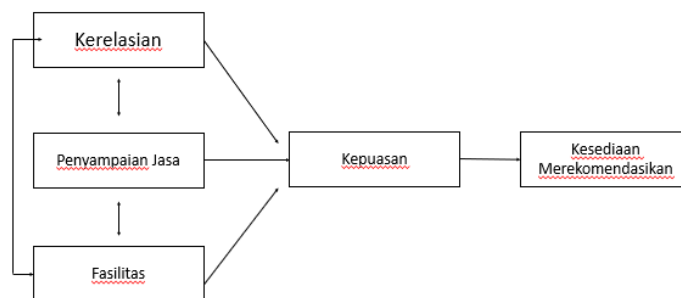 Kerelasian
Penyampaian Jasa
Kepuasan
Kesediaan
Merekomendasikan
Fasilitas